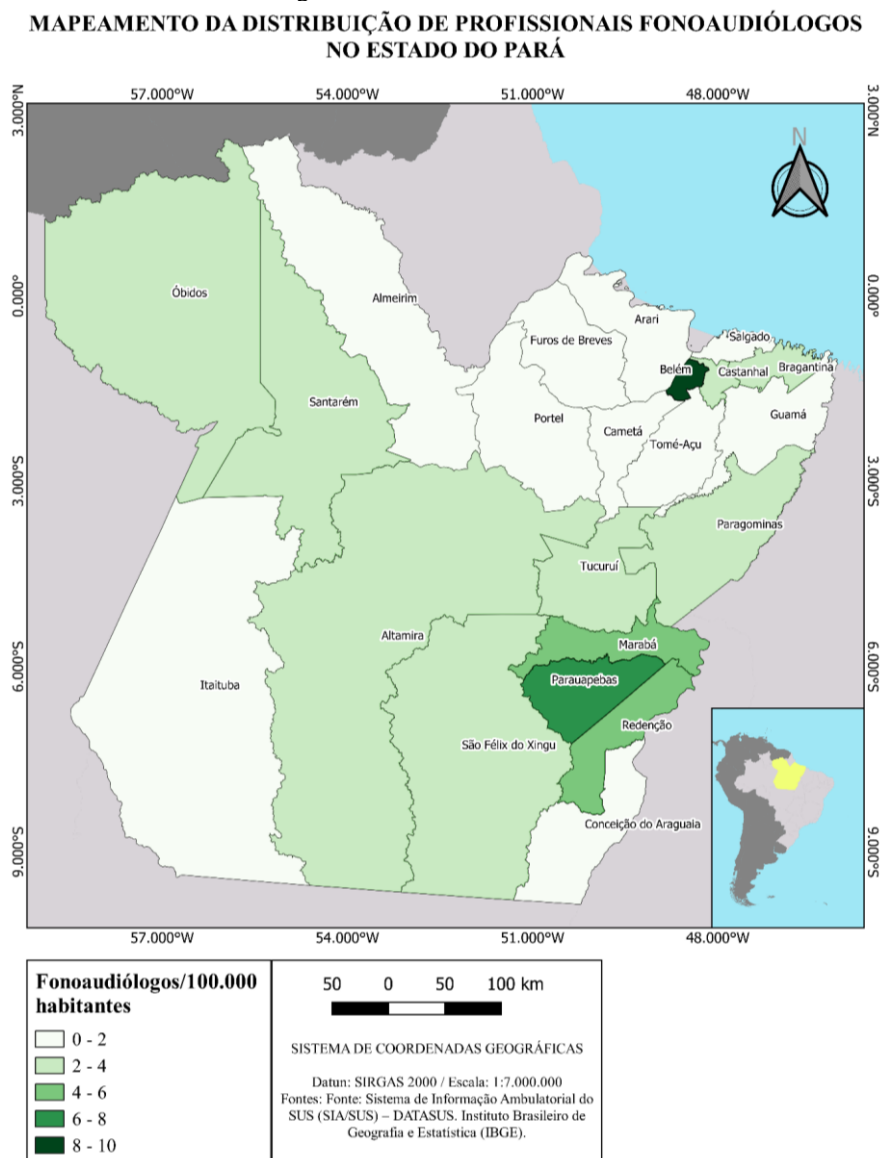 MAPEAMENTO DA DISTRIBUIÇÃO DE PROFISSIONAIS FONOAUDIÓLOGOS
NO ESTADO DO PARÁ
57.000°W 54.000°W 51.000°W 48.000°W
3.000°N
3.000°N
N
0.000°
0.000°
Óbidos
Almeirim
Arari
Furos de Breves
Salgado
Belém
Castanhal
Bragantina
Santarém
Portel
Cametá
Tomé-Açu
Guamá
3.000°S
3.000°S
Paragominas
Tucuruí
Altamira
Marabá
6.000°S
6.000°S
Itaituba
Parauapebas
Redenção
São Félix do Xingu
Conceição do Araguaia
9.000°S
9.000°S
57.000°W 54.000°W 51.000°W 48.000°W
Fonoaudiólogos/100.000
habitantes
0 - 2
2 - 4
4 - 6
6 - 8
8 - 10
50 0 50 100 km
SISTEMA DE COORDENADAS GEOGRÁFICAS
Datun: SIRGAS 2000 / Escala: 1:7.000.000
Fontes: Fonte: Sistema de Informação Ambulatorial do
SUS (SIA/SUS) – DATASUS. Instituto Brasileiro de
Geografia e Estatística (IBGE).